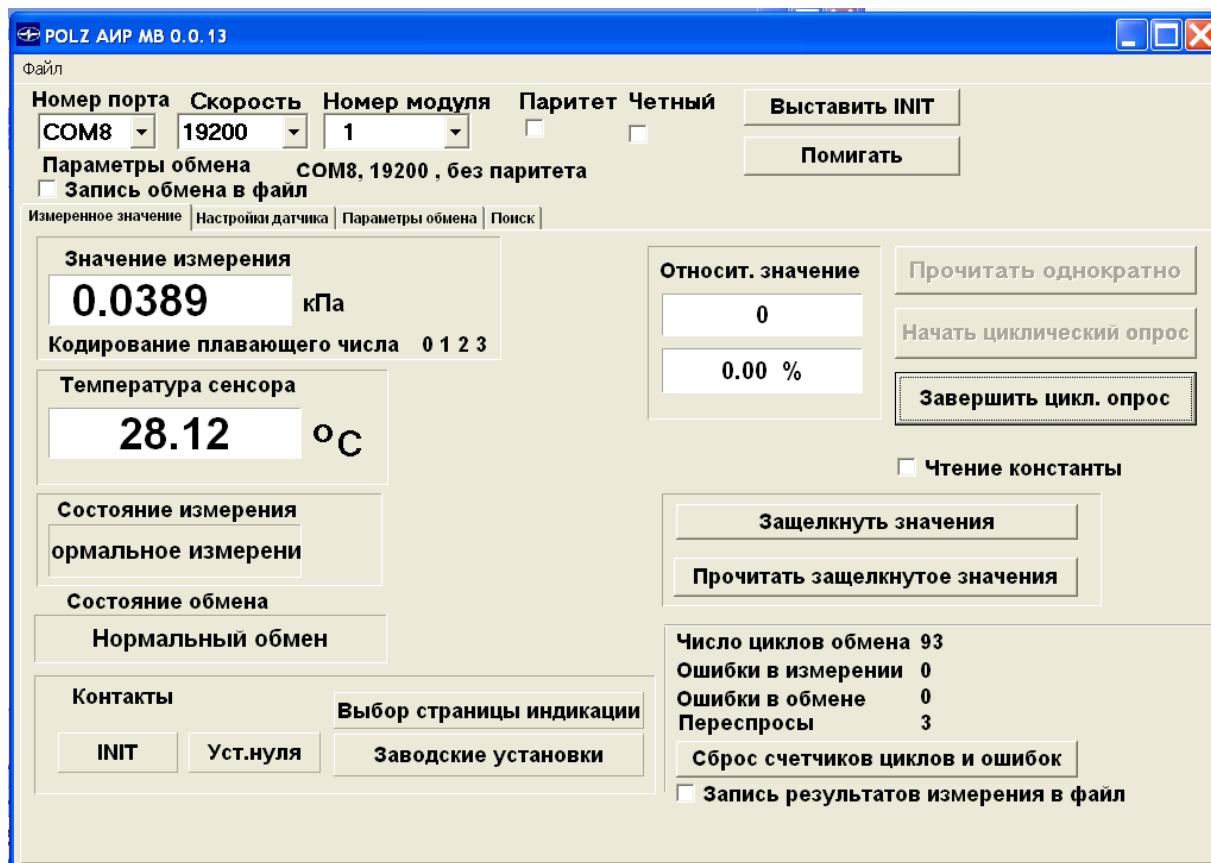 POLZ АИР МВ 0.0.13
Файл
Номер порта Скорость Номер модуля Паритет Четный
COM8 19200 1
Выставить INIT
Помигать
Параметры обмена COM8, 19200 , без паритета
Запись обмена в файл
Измеренное значение Настройки датчика Параметры обмена Поиск
Значение измерения
0.0389 кПа
Кодирование плавающего числа 0 1 2 3
Температура сенсора
28.12 ºC
Состояние измерения
ормальное измерени
Состояние обмена
Нормальный обмен
Контакты
INIT Уст.нуля
Выбор страницы индикации
Заводские установки
Относит. значение
0
0.00 %
Прочитать однократно
Начать циклический опрос
Завершить цикл. опрос
Чтение константы
Защелкнуть значения
Прочитать защелкнутое значения
Число циклов обмена 93
Ошибки в измерении 0
Ошибки в обмене 0
Переспросы 3
Сброс счетчиков циклов и ошибок
Запись результатов измерения в файл